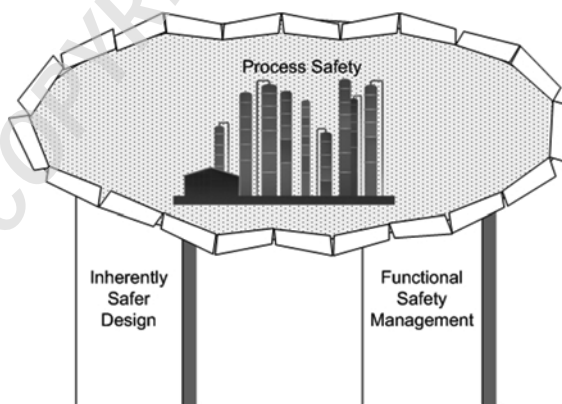 Process Safety
Inherently
Safer
Design
Functional
Safety
Management